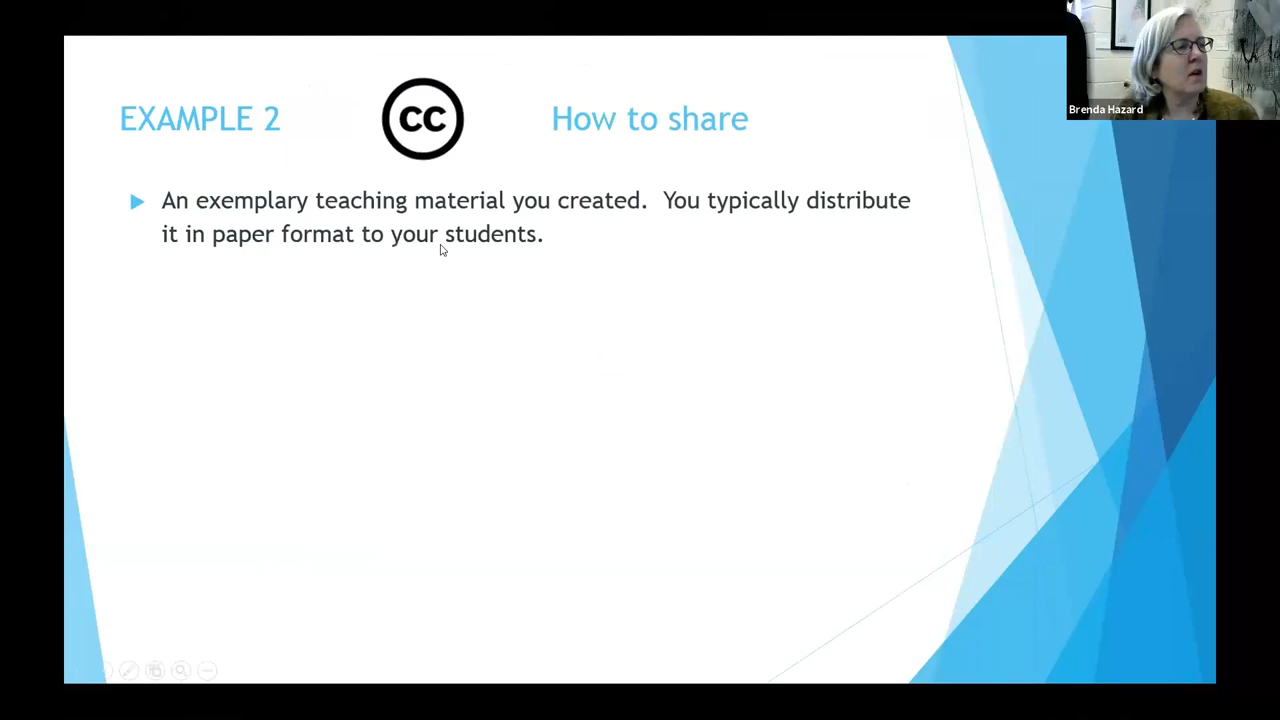 EXAMPLE 2
CC
How to share
An exemplary teaching material you created.  You typically distribute
it in paper format to your students.
Brenda Hazard